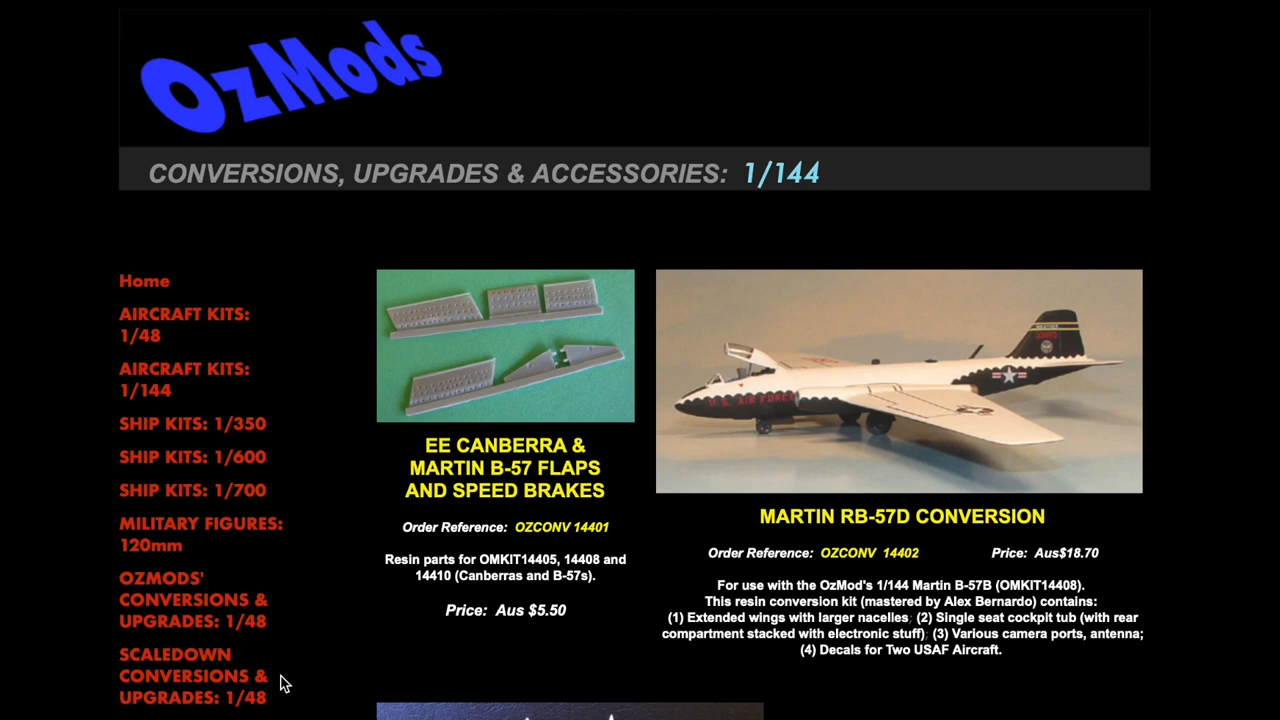 OzMods
CONVERSIONS, UPGRADES & ACCESSORIES: 1/144
Home
AIRCRAFT KITS:
1/48
AIRCRAFT KITS:
1/144
SHIP KITS: 1/350
SHIP KITS: 1/600
SHIP KITS: 1/700
MILITARY FIGURES:
120mm
OZMODS'
CONVERSIONS &
UPGRADES: 1/48
SCALEDOWN
CONVERSIONS &
UPGRADES: 1/48
EE CANBERRA &
MARTIN B-57 FLAPS
AND SPEED BRAKES
Order Reference: OZCONV 14401
Resin parts for OMKIT14405, 14408 and
14410 (Canberras and B-57s).
Price: Aus $5.50
U.S. AIR FORCE
MARTIN RB-57D CONVERSION
Order Reference: OZCONV 14402 Price: Aus$18.70
For use with the OzMod's 1/144 Martin B-57B (OMKIT14408).
This resin conversion kit (mastered by Alex Bernardo) contains:
(1) Extended wings with larger nacelles; (2) Single seat cockpit tub (with rear
compartment stacked with electronic stuff); (3) Various camera ports, antenna;
(4) Decals for Two USAF Aircraft.